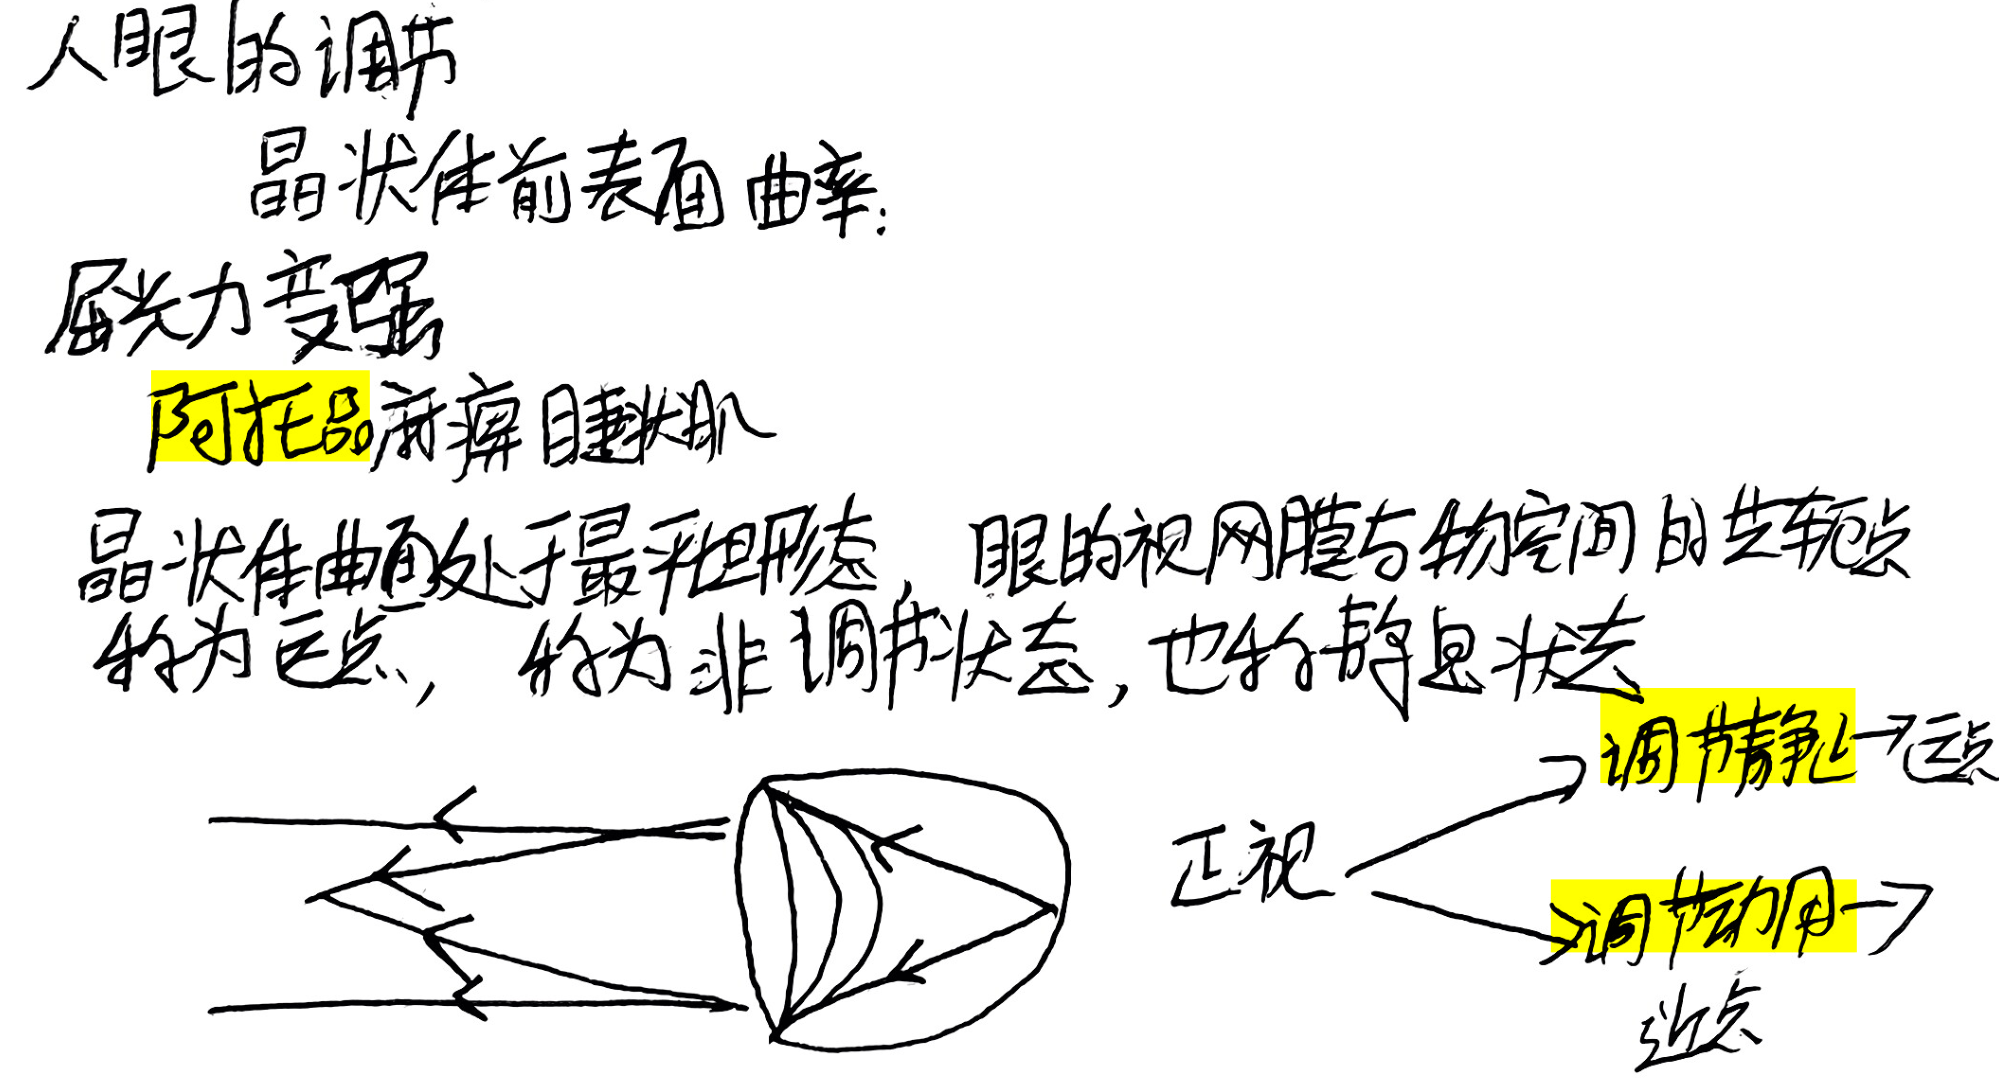 人眼的调节
晶状体前表面曲率:
屈光力变强
阿托品麻痹睫状肌
晶状体曲面处于最平坦形态,眼的视网膜与物空间的共轭点
称为远点,称为非调节状态,也称静息状态
调节静止→远点
正视
调节动用→
近点